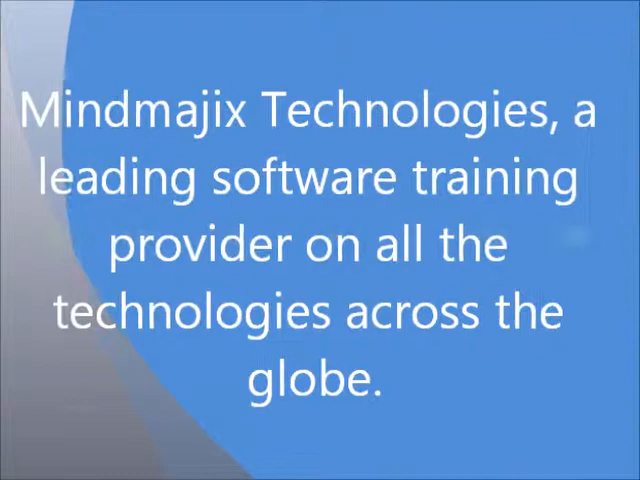 Mindmajix Technologies, a
leading software training
provider on all the
technologies across the
globe.